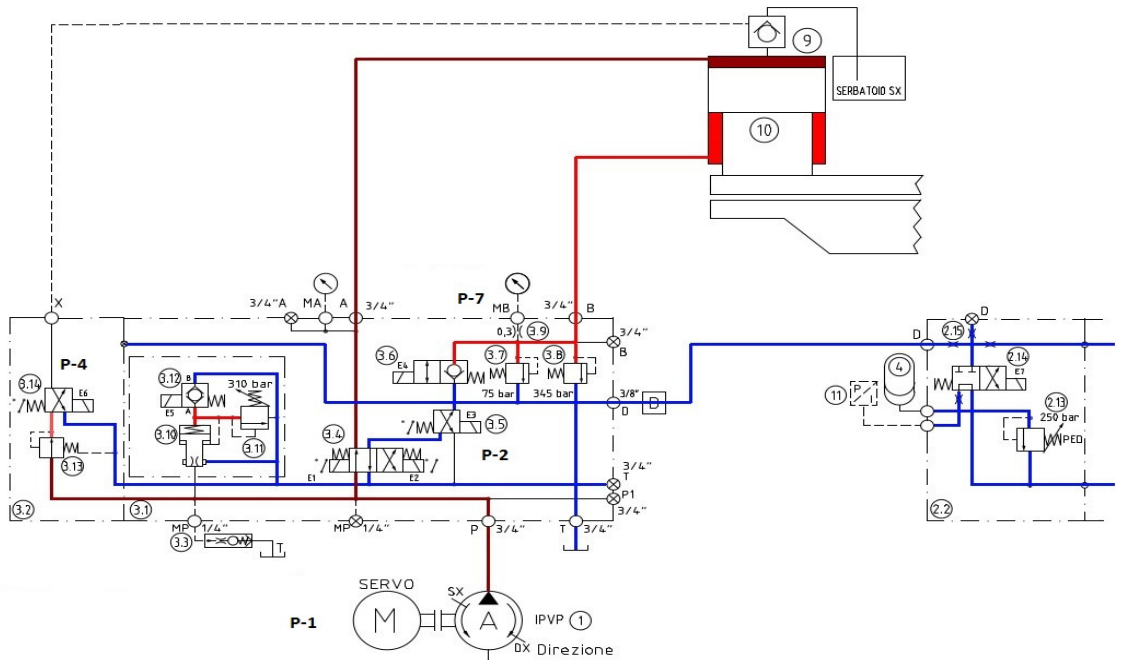 9
SERBATOIO SX
10
P-7
X
3/4"A
MA
A
3/4"
MB
3/4"
B
0,3
3.9
3/4"
B
P-4
3.14
E6
3.12
B
E5
A
310 bar
3.10
3.11
3.13
3.6
E4
3.7
3.8
75 bar
345 bar
3/8"
D
D
3.4
E3
3.5
P-2
E1
E2
3/4"
T
P1
3/4"
3.2
3.1
MP
1/4"
MP
1/4"
P
3/4"
T
3/4"
3.3
T
D
D
2.15
2.14
E7
4
11
P
2.13
250 bar
PED
2.2
SERVO
P-1
M
SX
A
IPVP
1
DX Direzione